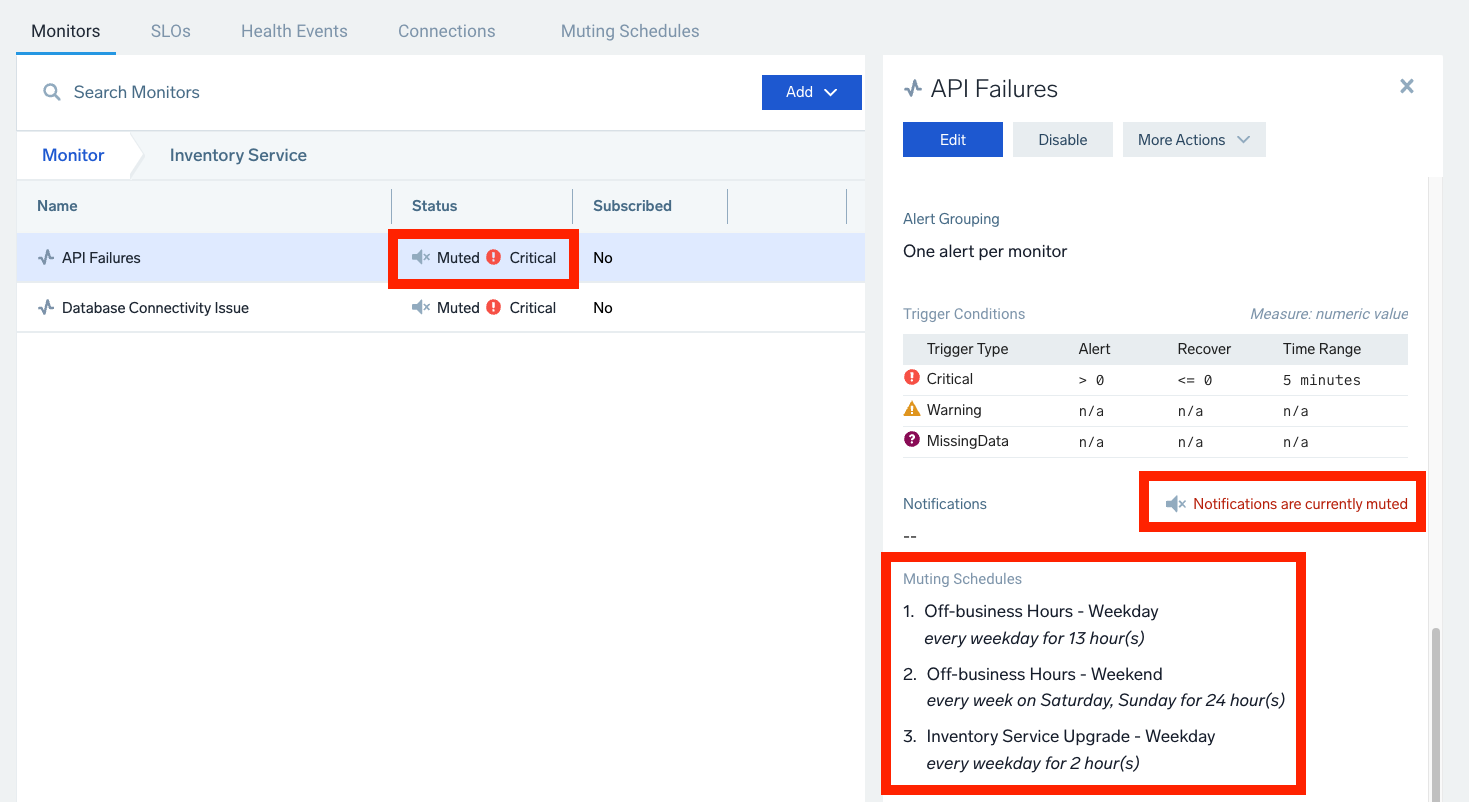 Monitors SLOs Health Events Connections Muting Schedules
Search Monitors
Add
Monitor Inventory Service
Name Status Subscribed
API Failures Muted Critical No
Database Connectivity Issue Muted Critical No
API Failures
Edit Disable More Actions
Alert Grouping
One alert per monitor
Trigger Conditions Measure: numeric value
Trigger Type Alert Recover Time Range
Critical > 0 <= 0 5 minutes
Warning n/a n/a n/a
MissingData n/a n/a n/a
Notifications Notifications are currently muted
--
Muting Schedules
1. Off-business Hours - Weekday
every weekday for 13 hour(s)
2. Off-business Hours - Weekend
every week on Saturday, Sunday for 24 hour(s)
3. Inventory Service Upgrade - Weekday
every weekday for 2 hour(s)